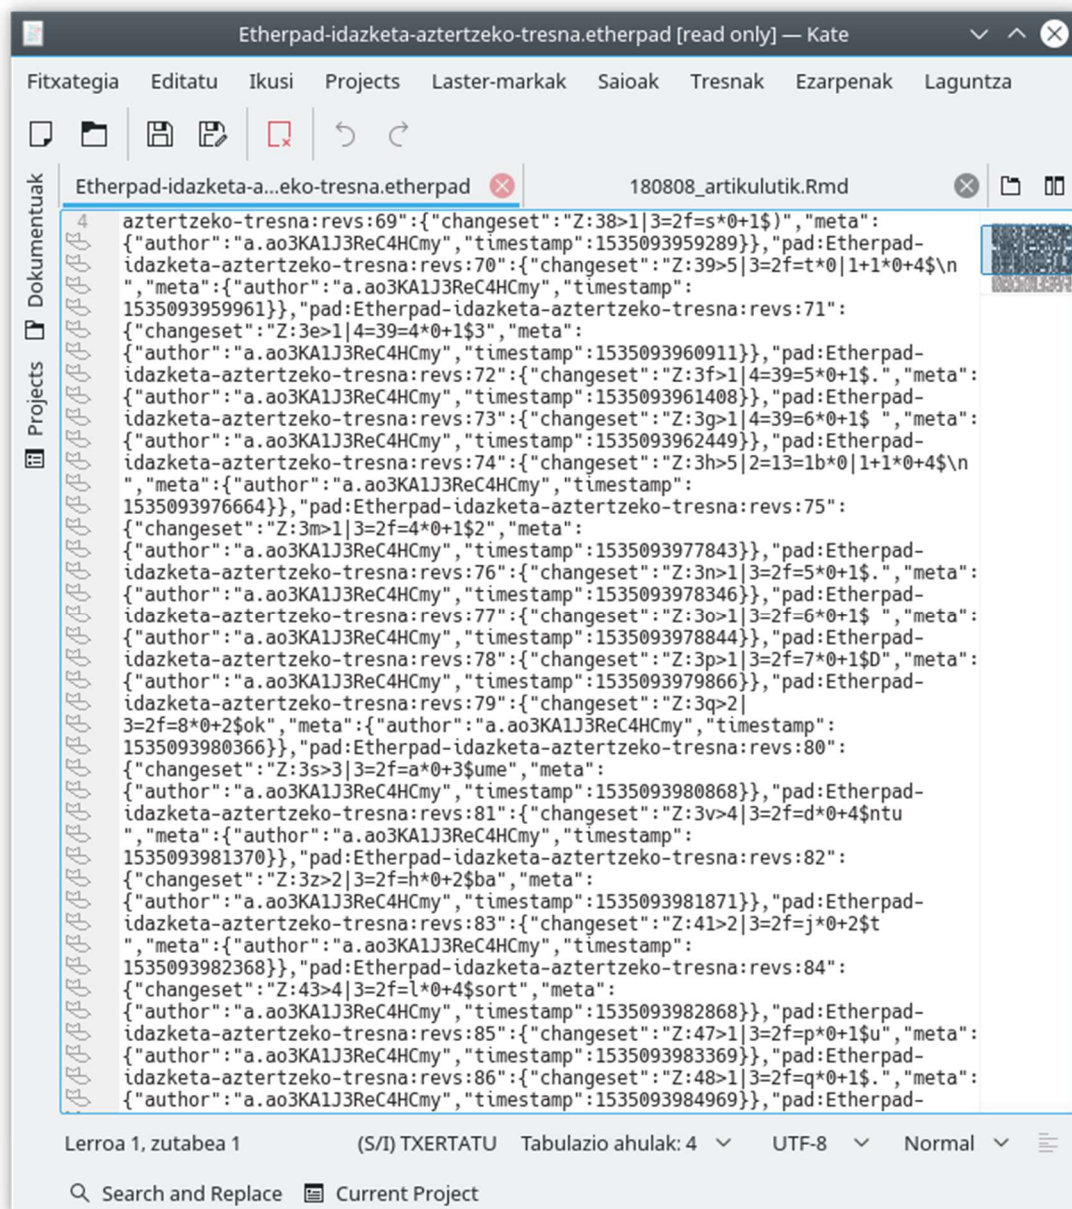 Etherpad-idazketa-aztertzeko-tresna.etherpad [read only] — Kate
Fitxategia Editatu Ikusi Projects Laster-markak Saioak Tresnak Ezarpenak Laguntza
Etherpad-idazketa-a...eko-tresna.etherpad 180808_artikulutik.Rmd
Dokumentuak
Projects
4 aztertzeko-tresna:revs:69":{"changeset":"Z:38>1|3=2f=s*0+1$)","meta":
{"author":"a.ao3KA1J3ReC4HCmy","timestamp":1535093959289}},"pad:Etherpad-
idazketa-aztertzeko-tresna:revs:70":{"changeset":"Z:39>5|3=2f=t*0|1+1*0+4$\n
","meta":{"author":"a.ao3KA1J3ReC4HCmy","timestamp":
1535093959961}},"pad:Etherpad-idazketa-aztertzeko-tresna:revs:71":
{"changeset":"Z:3e>1|4=39=4*0+1$3","meta":
{"author":"a.ao3KA1J3ReC4HCmy","timestamp":1535093960911}},"pad:Etherpad-
idazketa-aztertzeko-tresna:revs:72":{"changeset":"Z:3f>1|4=39=5*0+1$.","meta":
{"author":"a.ao3KA1J3ReC4HCmy","timestamp":1535093961408}},"pad:Etherpad-
idazketa-aztertzeko-tresna:revs:73":{"changeset":"Z:3g>1|4=39=6*0+1$ ","meta":
{"author":"a.ao3KA1J3ReC4HCmy","timestamp":1535093962449}},"pad:Etherpad-
idazketa-aztertzeko-tresna:revs:74":{"changeset":"Z:3h>5|2=13=1b*0|1+1*0+4$\n
","meta":{"author":"a.ao3KA1J3ReC4HCmy","timestamp":
1535093976664}},"pad:Etherpad-idazketa-aztertzeko-tresna:revs:75":
{"changeset":"Z:3m>1|3=2f=4*0+1$2","meta":
{"author":"a.ao3KA1J3ReC4HCmy","timestamp":1535093977843}},"pad:Etherpad-
idazketa-aztertzeko-tresna:revs:76":{"changeset":"Z:3n>1|3=2f=5*0+1$.","meta":
{"author":"a.ao3KA1J3ReC4HCmy","timestamp":1535093978346}},"pad:Etherpad-
idazketa-aztertzeko-tresna:revs:77":{"changeset":"Z:3o>1|3=2f=6*0+1$ ","meta":
{"author":"a.ao3KA1J3ReC4HCmy","timestamp":1535093978844}},"pad:Etherpad-
idazketa-aztertzeko-tresna:revs:78":{"changeset":"Z:3p>1|3=2f=7*0+1$D","meta":
{"author":"a.ao3KA1J3ReC4HCmy","timestamp":1535093979866}},"pad:Etherpad-
idazketa-aztertzeko-tresna:revs:79":{"changeset":"Z:3q>2|
3=2f=8*0+2$ok","meta":{"author":"a.ao3KA1J3ReC4HCmy","timestamp":
1535093980366}},"pad:Etherpad-idazketa-aztertzeko-tresna:revs:80":
{"changeset":"Z:3s>3|3=2f=a*0+3$ume","meta":
{"author":"a.ao3KA1J3ReC4HCmy","timestamp":1535093980868}},"pad:Etherpad-
idazketa-aztertzeko-tresna:revs:81":{"changeset":"Z:3v>4|3=2f=d*0+4$ntu
","meta":{"author":"a.ao3KA1J3ReC4HCmy","timestamp":
1535093981370}},"pad:Etherpad-idazketa-aztertzeko-tresna:revs:82":
{"changeset":"Z:3z>2|3=2f=h*0+2$ba","meta":
{"author":"a.ao3KA1J3ReC4HCmy","timestamp":1535093981871}},"pad:Etherpad-
idazketa-aztertzeko-tresna:revs:83":{"changeset":"Z:41>2|3=2f=j*0+2$t
","meta":{"author":"a.ao3KA1J3ReC4HCmy","timestamp":
1535093982368}},"pad:Etherpad-idazketa-aztertzeko-tresna:revs:84":
{"changeset":"Z:43>4|3=2f=l*0+4$sort","meta":
{"author":"a.ao3KA1J3ReC4HCmy","timestamp":1535093982868}},"pad:Etherpad-
idazketa-aztertzeko-tresna:revs:85":{"changeset":"Z:47>1|3=2f=p*0+1$u","meta":
{"author":"a.ao3KA1J3ReC4HCmy","timestamp":1535093983369}},"pad:Etherpad-
idazketa-aztertzeko-tresna:revs:86":{"changeset":"Z:48>1|3=2f=q*0+1$.","meta":
{"author":"a.ao3KA1J3ReC4HCmy","timestamp":1535093984969}},"pad:Etherpad-
Lerroa 1, zutabea 1 (S/I) TXERTATU Tabulazio ahulak: 4 UTF-8 Normal
Search and Replace Current Project